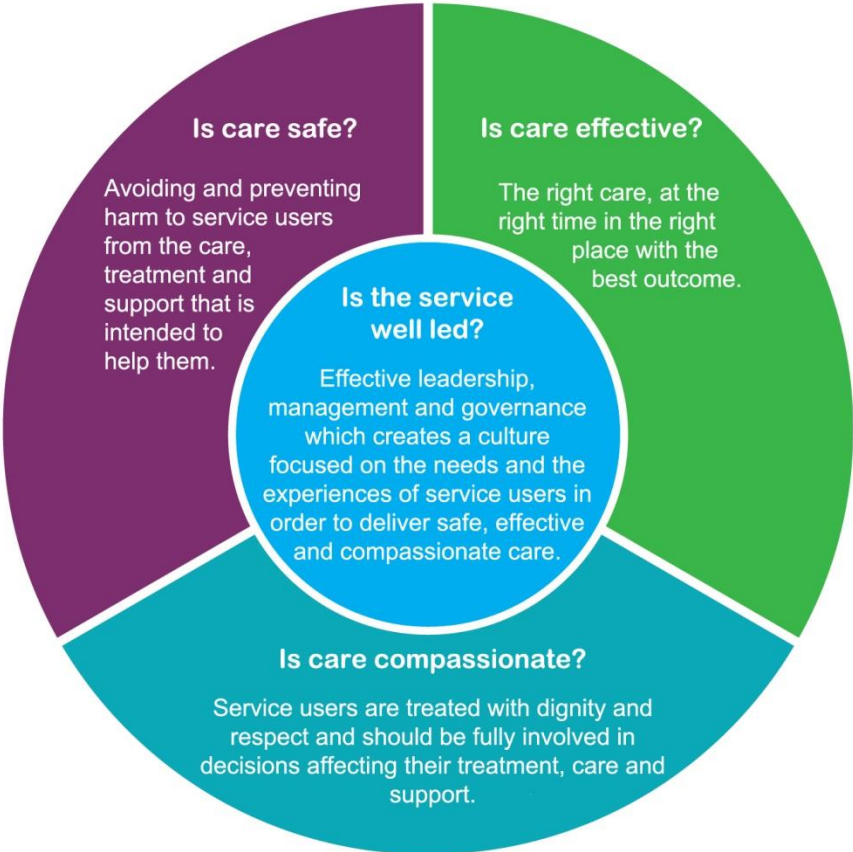 Is care safe?
Avoiding and preventing
harm to service users
from the care,
treatment and
support that is
intended to
help them.
Is care effective?
The right care, at the
right time in the right
place with the
best outcome.
Is the service
well led?
Effective leadership,
management and governance
which creates a culture
focused on the needs and the
experiences of service users in
order to deliver safe, effective
and compassionate care.
Is care compassionate?
Service users are treated with dignity and
respect and should be fully involved in
decisions affecting their treatment, care and
support.